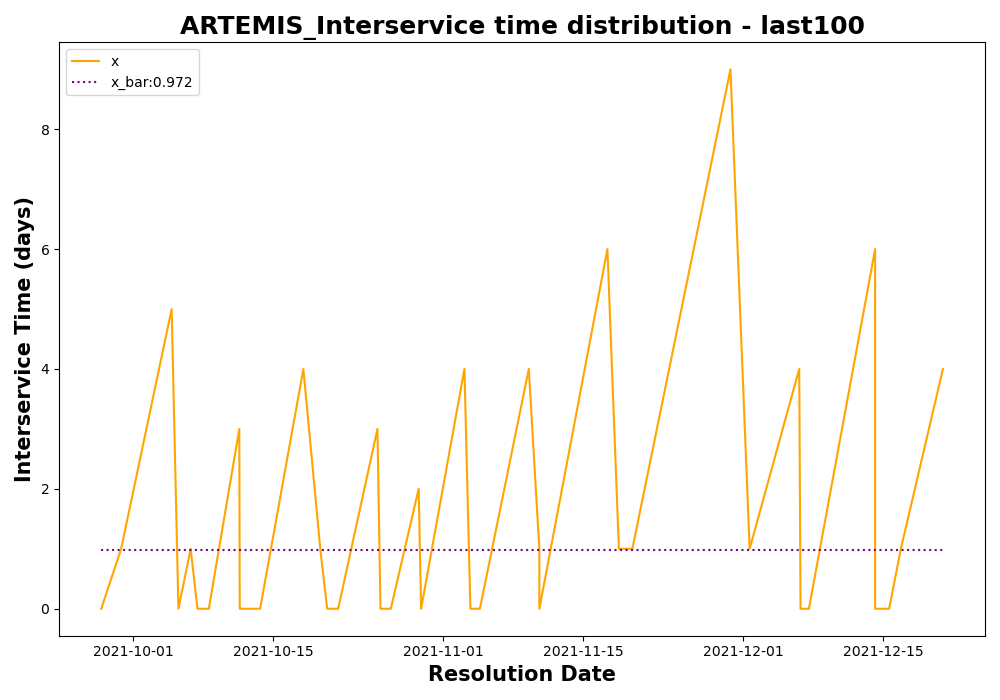 ARTEMIS_Interservice time distribution - last100
x
x_bar:0.972
Interservice Time (days)
8
6
4
2
0
2021-10-01 2021-10-15 2021-11-01 2021-11-15 2021-12-01 2021-12-15
Resolution Date